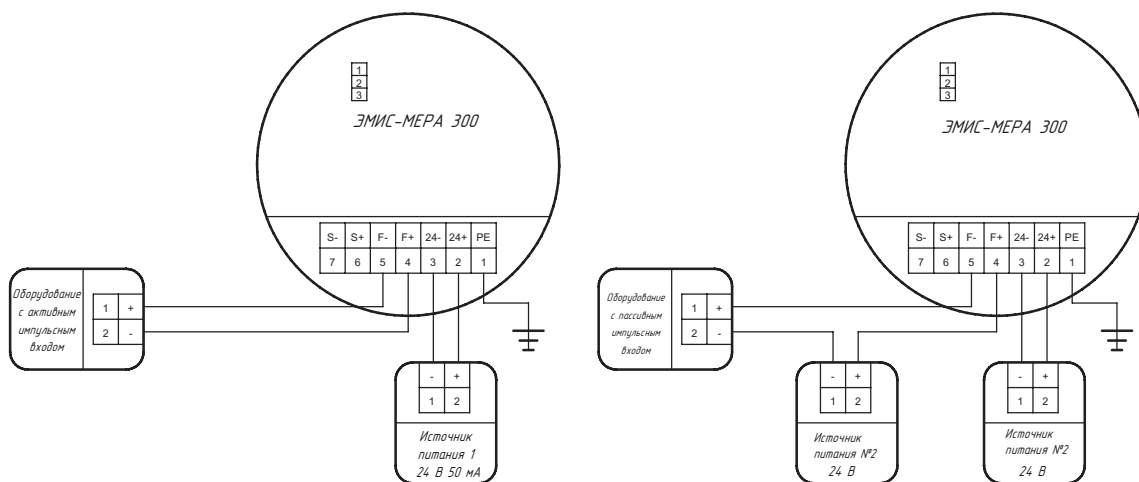 1
2
3
ЭМИС-МЕРА 300
S- S+ F- F+ 24- 24+ PE
7 6 5 4 3 2 1
Оборудование
с активным
импульсным
входом
1 +
2 -
- +
1 2
Источник
питания 1
24 В 50 мА
1
2
3
ЭМИС-МЕРА 300
S- S+ F- F+ 24- 24+ PE
7 6 5 4 3 2 1
Оборудование
с пассивным
импульсным
входом
1 +
2 -
- +
1 2
Источник
питания №2
24 В
- +
1 2
Источник
питания №2
24 В